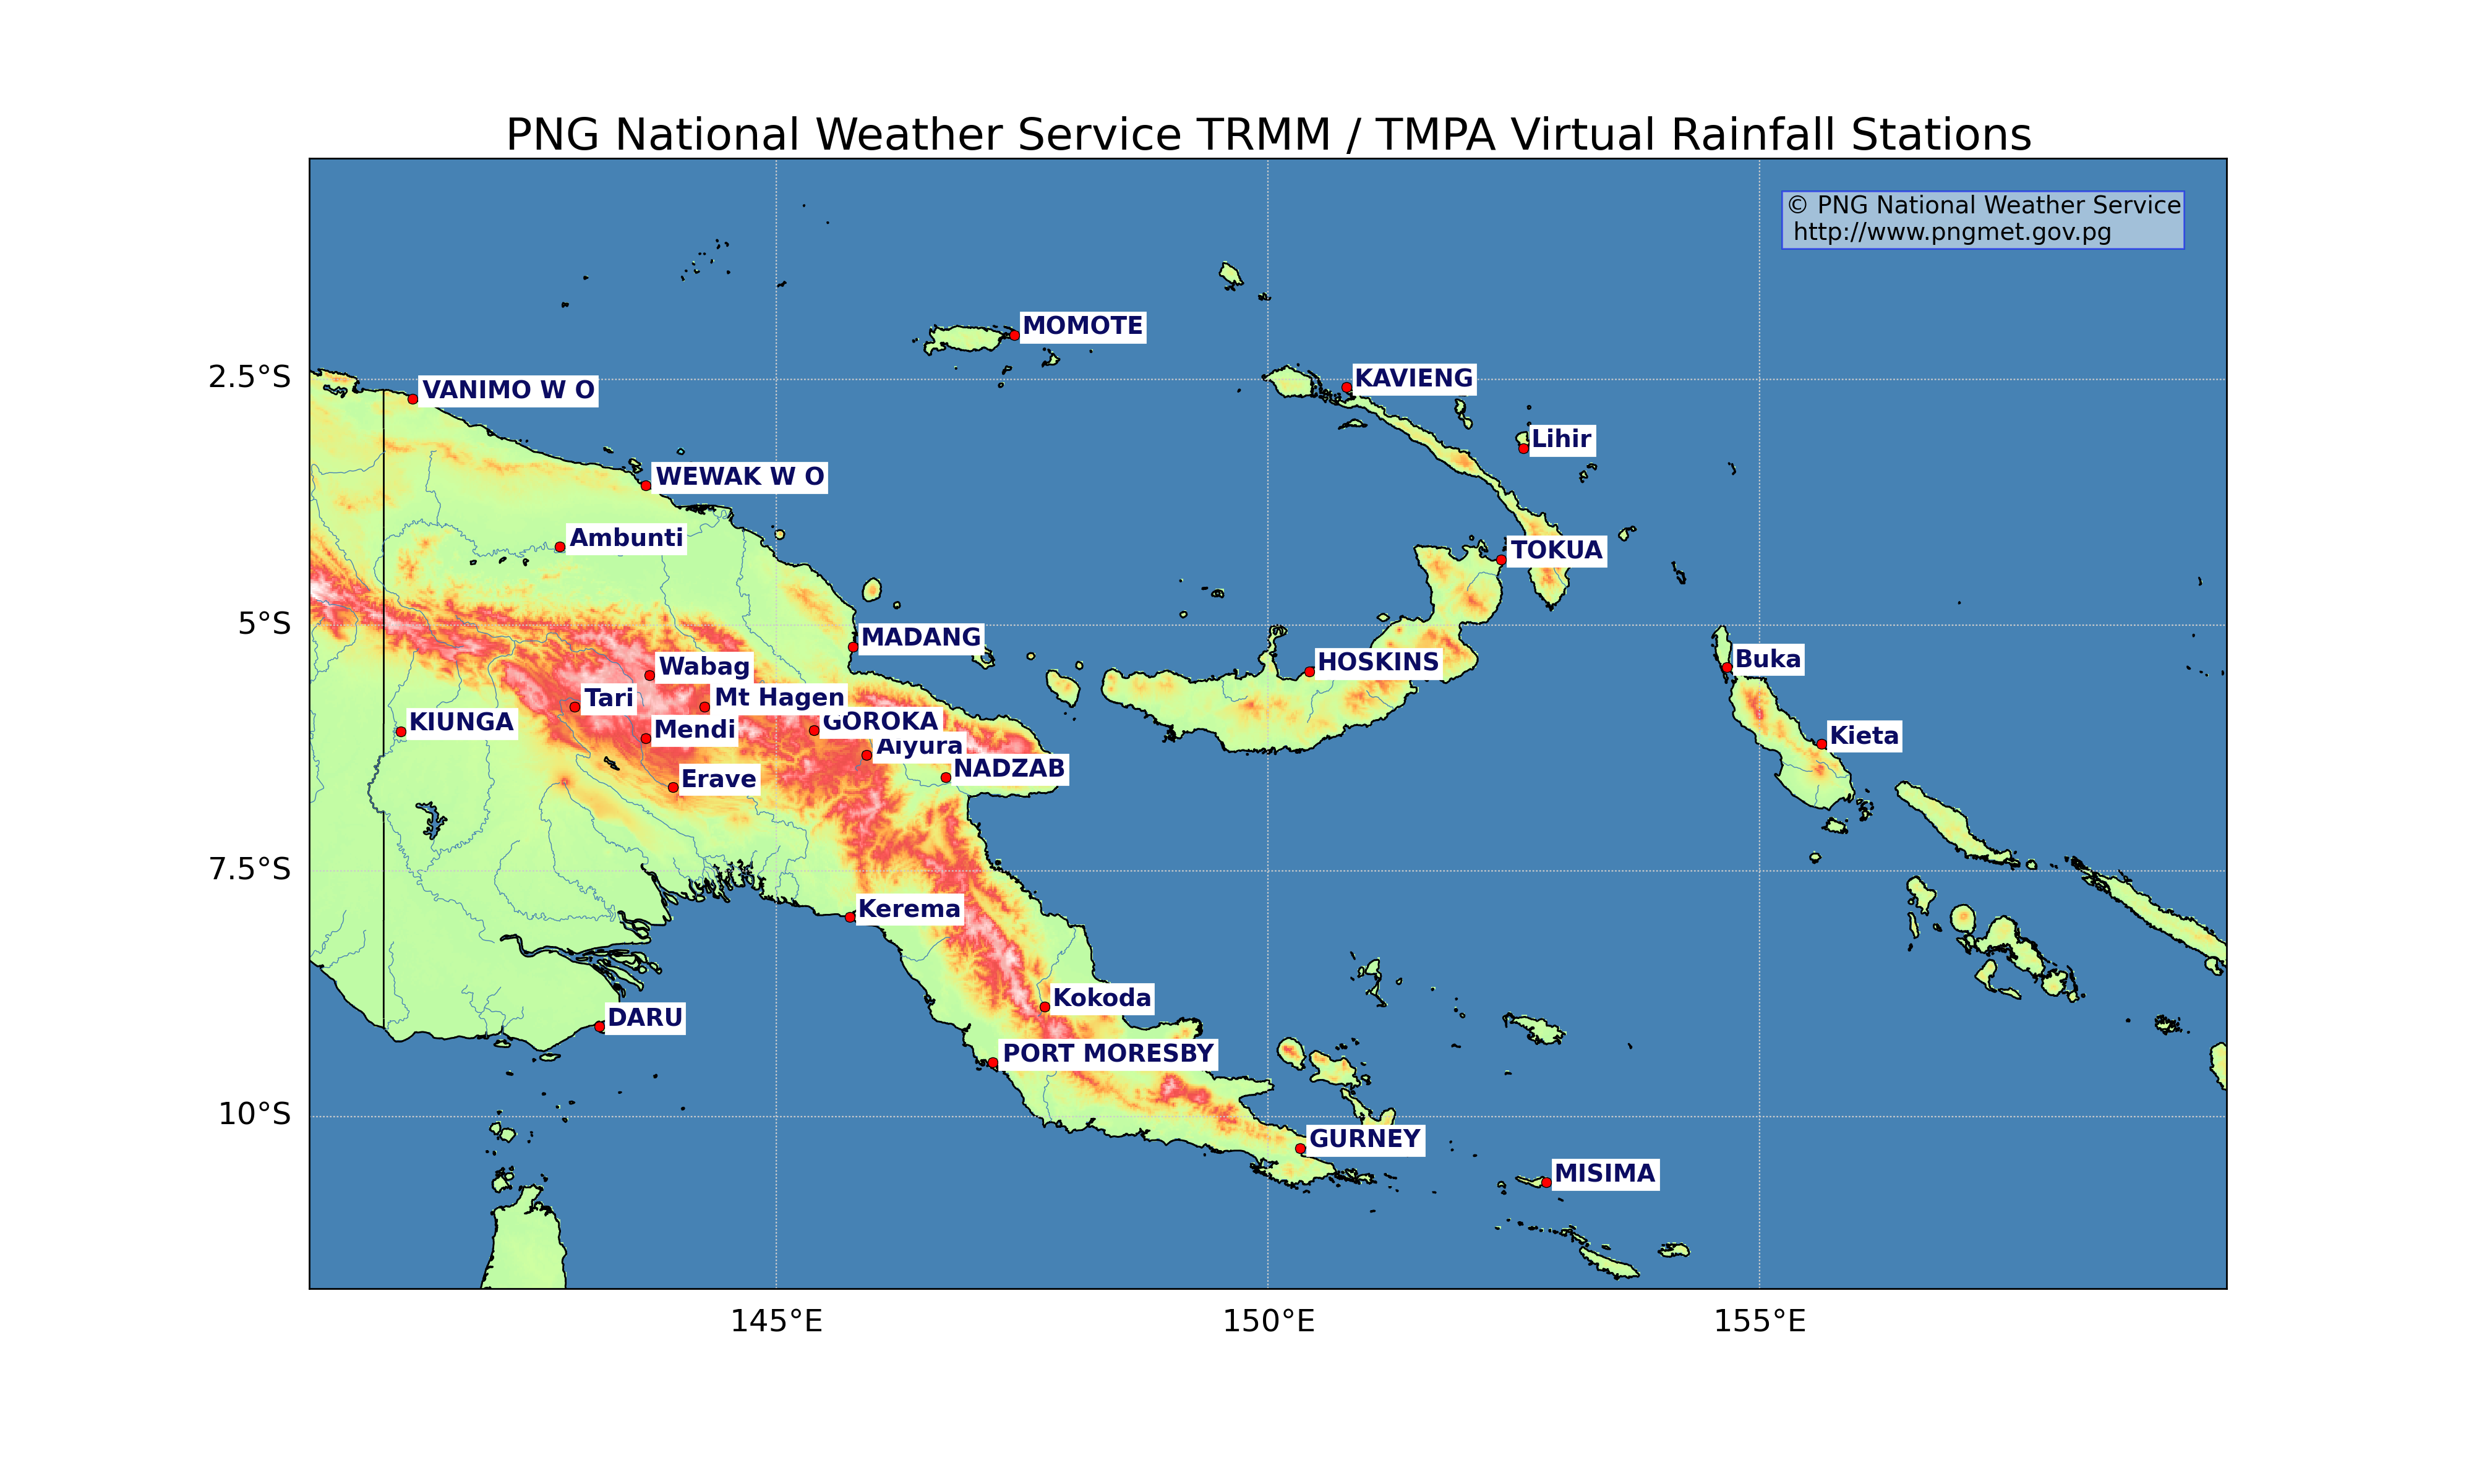 PNG National Weather Service TRMM / TMPA Virtual Rainfall Stations
© PNG National Weather Service
http://www.pngmet.gov.pg
MOMOTE
2.5°S
KAVIENG
VANIMO W O
Lihir
WEWAK W O
Ambunti
TOKUA
5°S
MADANG
Buka
HOSKINS
Wabag
Tari
Mt Hagen
KIUNGA
GOROKA
Mendi
Kieta
Aiyura
NADZAB
Erave
7.5°S
Kerema
Kokoda
DARU
PORT MORESBY
10°S
GURNEY
MISIMA
145°E
150°E
155°E